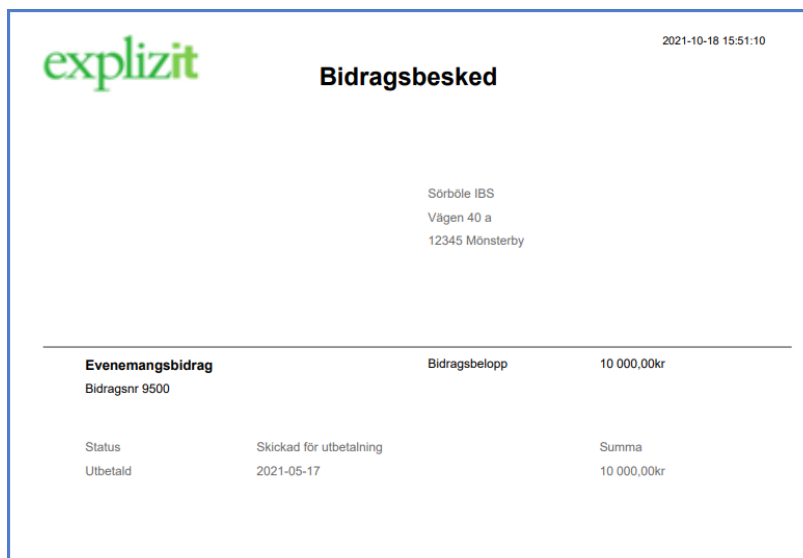 explizit
2021-10-18 15:51:10
Bidragsbesked
Sörböle IBS
Vägen 40 a
12345 Mönsterby
Evenemangsbidrag Bidragsbelopp 10 000,00kr
Bidragsnr 9500
Status Skickad för utbetalning Summa
Utbetald 2021-05-17 10 000,00kr